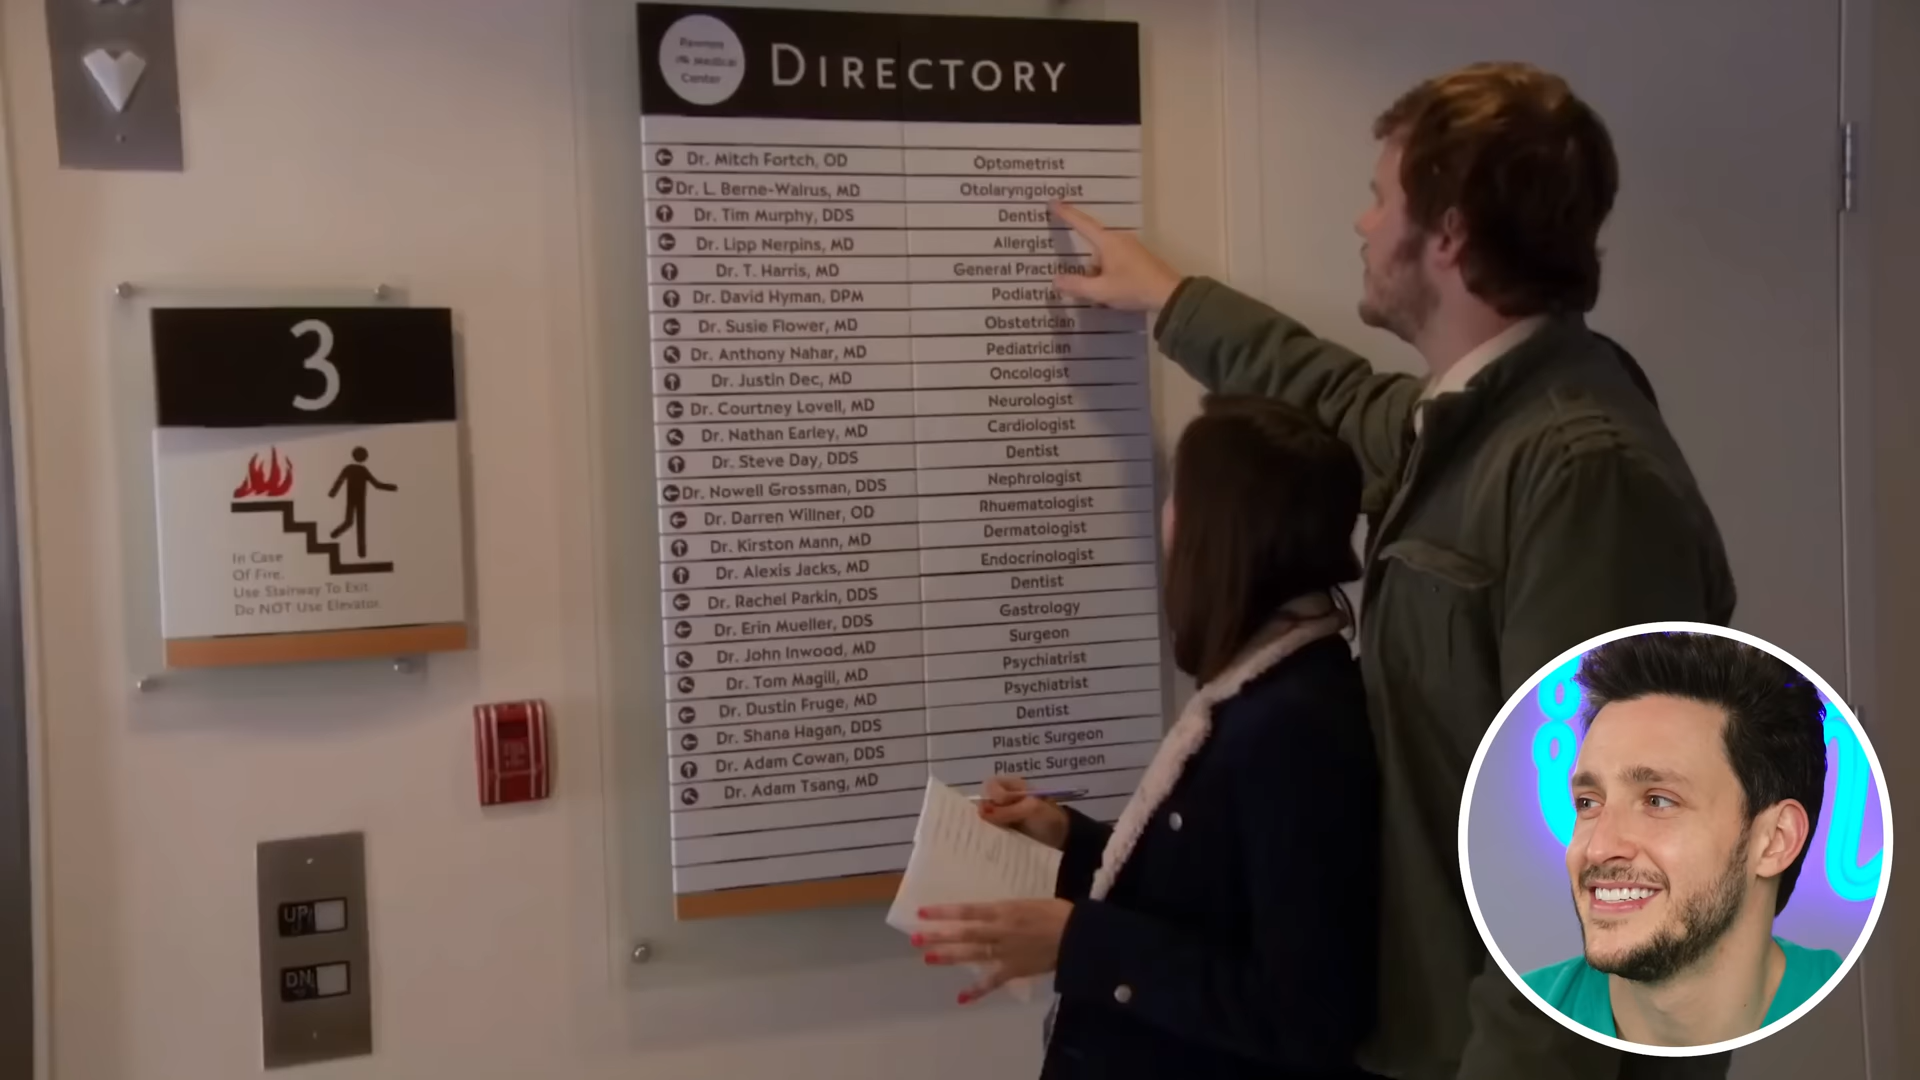 Medical
Center
DIRECTORY
Dr. Mitch Fortch, OD Optometrist
Dr. L. Berne-Walrus, MD Otolaryngologist
Dr. Tim Murphy, DDS Dentist
Dr. Lipp Nerpins, MD Allergist
Dr. T. Harris, MD General Practition
Dr. David Hyman, DPM Podiatrist
Dr. Susie Flower, MD Obstetrician
Dr. Anthony Nahar, MD Pediatrician
Dr. Justin Dec, MD Oncologist
Dr. Courtney Lovell, MD Neurologist
Dr. Nathan Earley, MD Cardiologist
Dr. Steve Day, DDS Dentist
Dr. Nowell Grossman, DDS Nephrologist
Dr. Darren Willner, OD Rhuematologist
Dr. Kirston Mann, MD Dermatologist
Dr. Alexis Jacks, MD Endocrinologist
Dr. Rachel Parkin, DDS Dentist
Dr. Erin Mueller, DDS Gastrology
Dr. John Inwood, MD Surgeon
Dr. Tom Magill, MD Psychiatrist
Dr. Dustin Fruge, MD Psychiatrist
Dr. Shana Hagan, DDS Dentist
Dr. Adam Cowan, DDS Plastic Surgeon
Dr. Adam Tsang, MD Plastic Surgeon
3
In Case
Of Fire,
Use Stairway To Exit.
Do NOT Use Elevator.
UP
DN